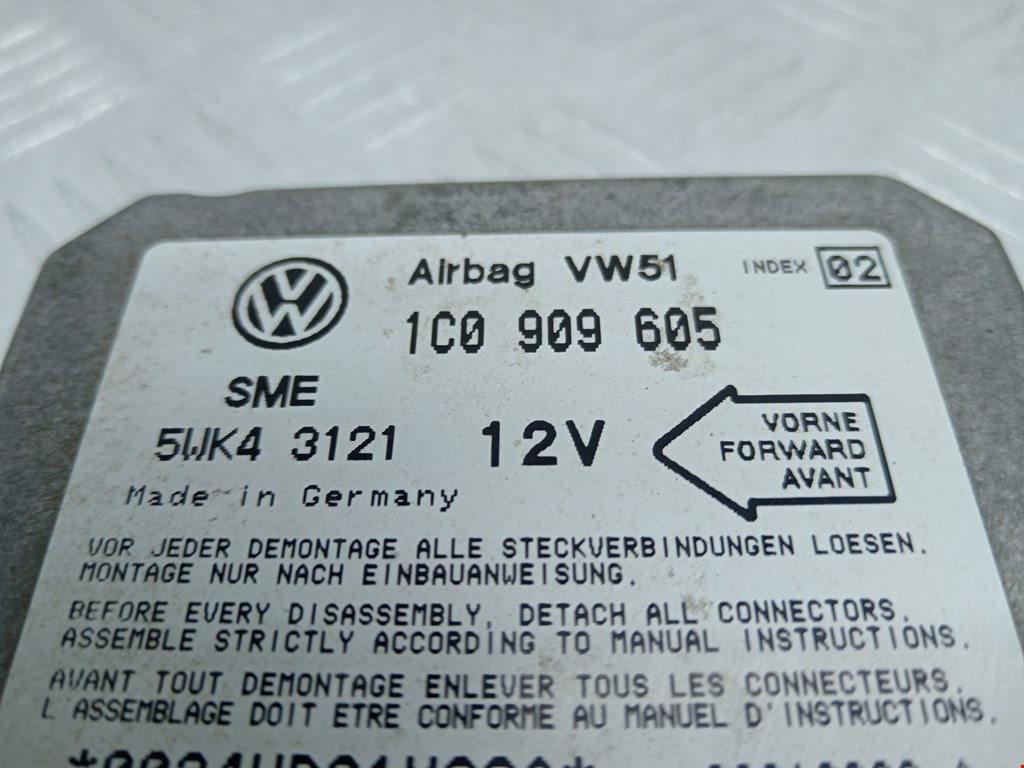 Airbag VW51 INDEX 02
1C0 909 605
SME
5WK4 3121 12V
VORNE
FORWARD
AVANT
Made in Germany
VOR JEDER DEMONTAGE ALLE STECKVERBINDUNGEN LOESEN.
MONTAGE NUR NACH EINBAUANWEISUNG.
BEFORE EVERY DISASSEMBLY, DETACH ALL CONNECTORS.
ASSEMBLE STRICTLY ACCORDING TO MANUAL INSTRUCTIONS.
AVANT TOUT DEMONTAGE ENLEVER TOUS LES CONNECTEURS.
L'ASSEMBLAGE DOIT ETRE CONFORME AU MANUEL D'INSTRUCTIONS.